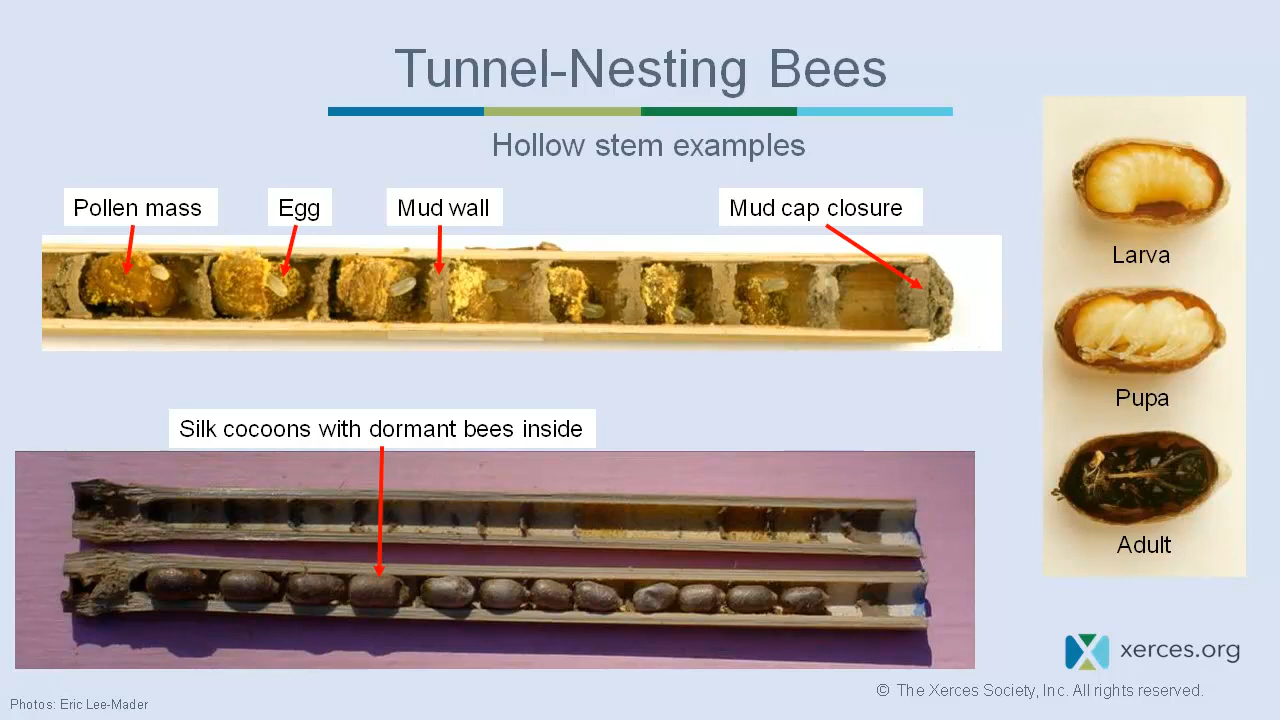 Tunnel-Nesting Bees
Hollow stem examples
Pollen mass
Egg
Mud wall
Mud cap closure
Larva
Pupa
Silk cocoons with dormant bees inside
Adult
xerces.org
© The Xerces Society, Inc. All rights reserved.
Photos: Eric Lee-Mader